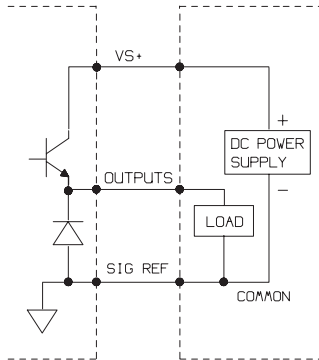 VS+
+
DC POWER
SUPPLY
OUTPUTS
–
LOAD
SIG REF
COMMON